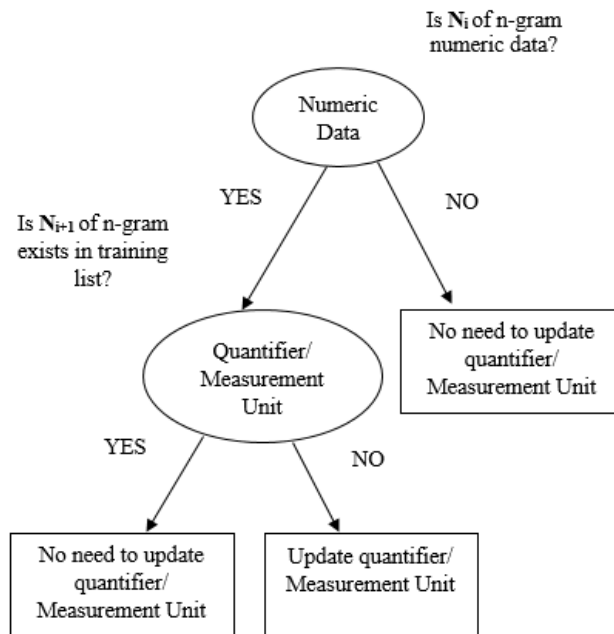 Is Ni of n-gram
numeric data?
Numeric
Data
YES
NO
Is Ni+1 of n-gram
exists in training
list?
Quantifier/
Measurement
Unit
No need to update
quantifier/
Measurement Unit
YES
NO
No need to update
quantifier/
Measurement Unit
Update quantifier/
Measurement Unit